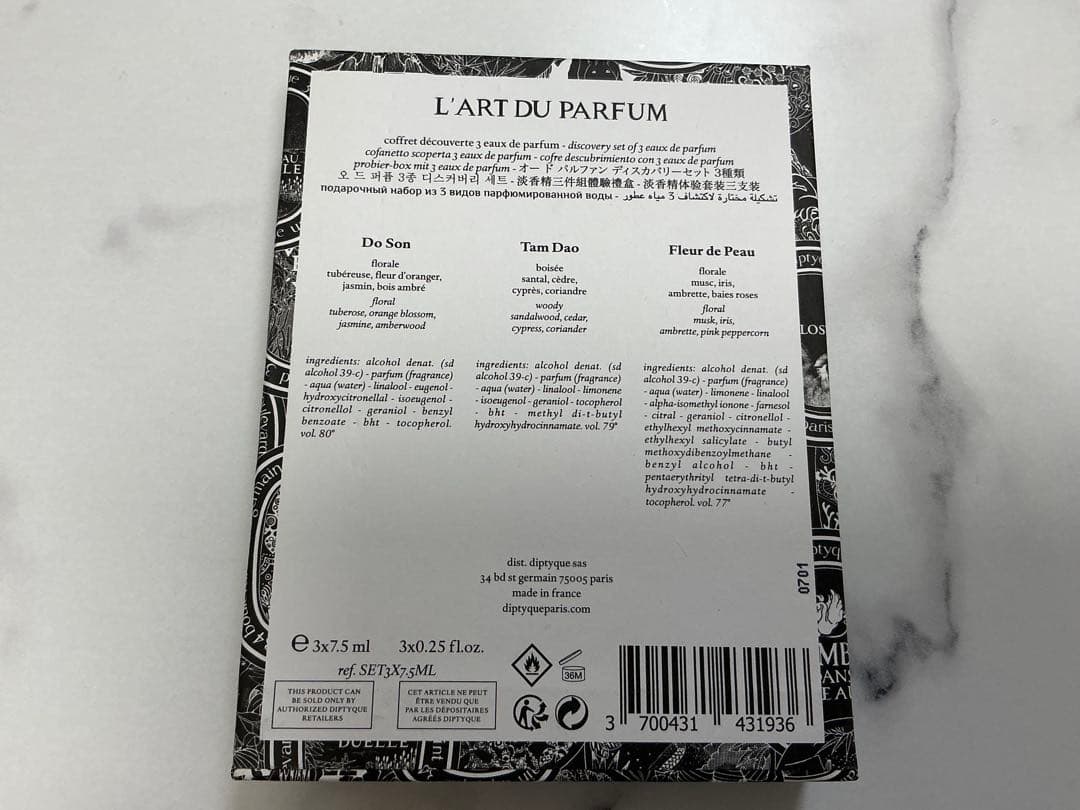 L'ART DU PARFUM
coffret découverte 3 eaux de parfum - discovery set of 3 eaux de parfum
cofanetto scoperta 3 eaux de parfum - cofre descubrimiento con 3 eaux de parfum
probier-box mit 3 eaux de parfum - オー ド パルファン ディスカバリーセット 3種類
오 드 퍼퓸 3종 디스커버리 세트 - 淡香精三件組體驗禮盒 - 淡香精体验套装三支装
подарочный набор из 3 видов парфюмированной воды - تشكيلة مختارة لاكتشاف 3 مياه عطور
Do Son
florale
tubéreuse, fleur d'oranger,
jasmin, bois ambré
floral
tuberose, orange blossom,
jasmine, amberwood
ingredients: alcohol denat. (sd
alcohol 39-c) - parfum (fragrance)
- aqua (water) - linalool - eugenol -
hydroxycitronellal - isoeugenol -
citronellol - geraniol - benzyl
benzoate - bht - tocopherol.
vol. 80°
Tam Dao
boisée
santal, cèdre,
cyprès, coriandre
woody
sandalwood, cedar,
cypress, coriander
ingredients: alcohol denat. (sd
alcohol 39-c) - parfum (fragrance)
- aqua (water) - linalool - limonene
- isoeugenol - geraniol - tocopherol
- bht - methyl di-t-butyl
hydroxyhydrocinnamate. vol. 79°
Fleur de Peau
florale
musc, iris,
ambrette, baies roses
floral
musk, iris,
ambrette, pink peppercorn
ingredients: alcohol denat. (sd
alcohol 39-c) - parfum (fragrance)
- aqua (water) - limonene - linalool
- alpha-isomethyl ionone - farnesol
- citral - geraniol - citronellol -
ethylhexyl methoxycinnamate -
ethylhexyl salicylate - butyl
methoxydibenzoylmethane -
benzyl alcohol - bht -
pentaerythrityl tetra-di-t-butyl
hydroxyhydrocinnamate -
tocopherol. vol. 77°
dist. diptyque sas
34 bd st germain 75005 paris
made in france
diptyqueparis.com
0701
e 3x7.5 ml 3x0.25 fl.oz.
ref. SET3X7.5ML
THIS PRODUCT CAN
BE SOLD ONLY BY
AUTHORIZED DIPTYQUE
RETAILERS
CET ARTICLE NE PEUT
ÊTRE VENDU QUE
PAR LES DÉPOSITAIRES
AGRÉÉS DIPTYQUE
36M
3 700431 431936